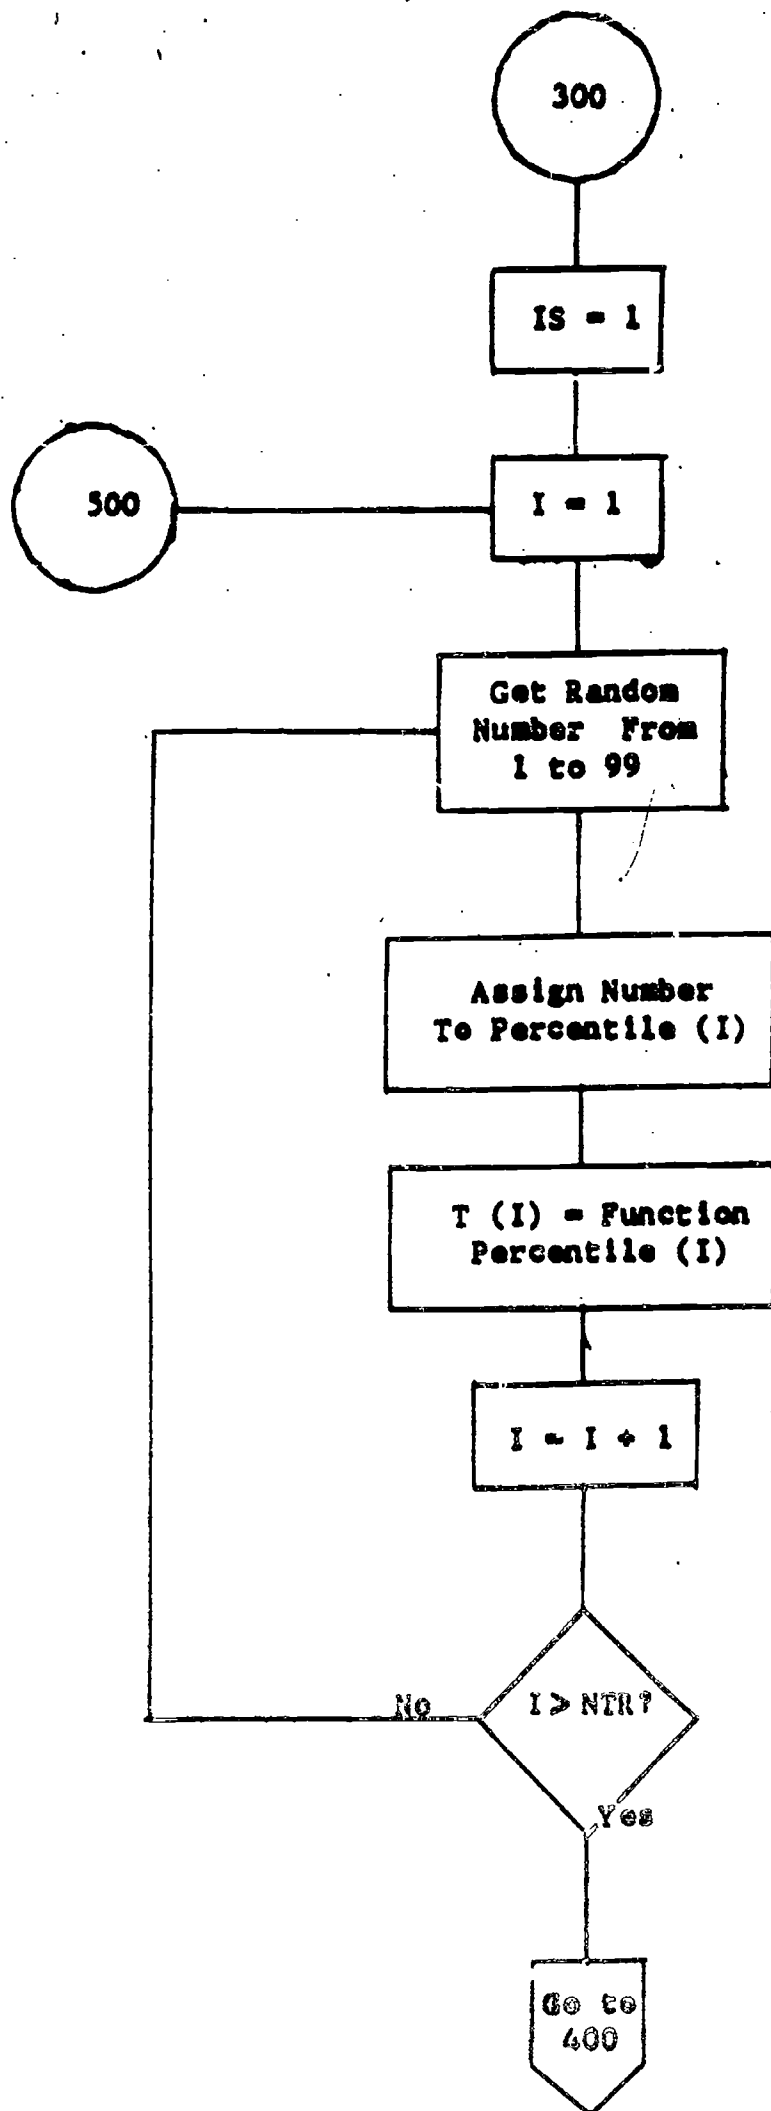 300
IS = 1
500
I = 1
Get Random
Number From
1 to 99
Assign Number
To Percentile (I)
T (I) = Function
Percentile (I)
I = I + 1
No
I > NTR?
Yes
Go to
400